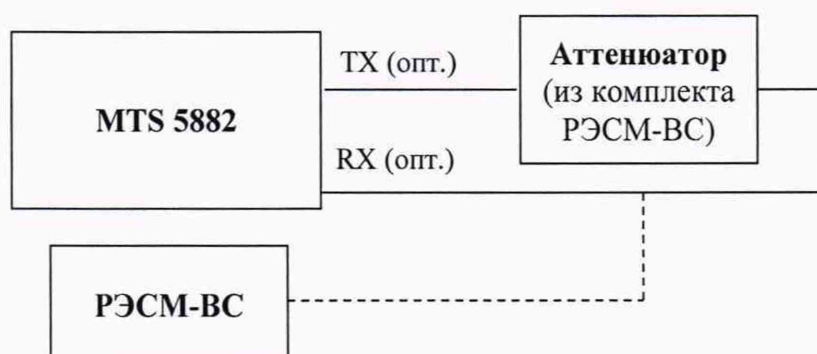 TX (опт.)
MTS 5882
RX (опт.)
Аттенюатор
(из комплекта
РЭСМ-ВС)
РЭСМ-ВС